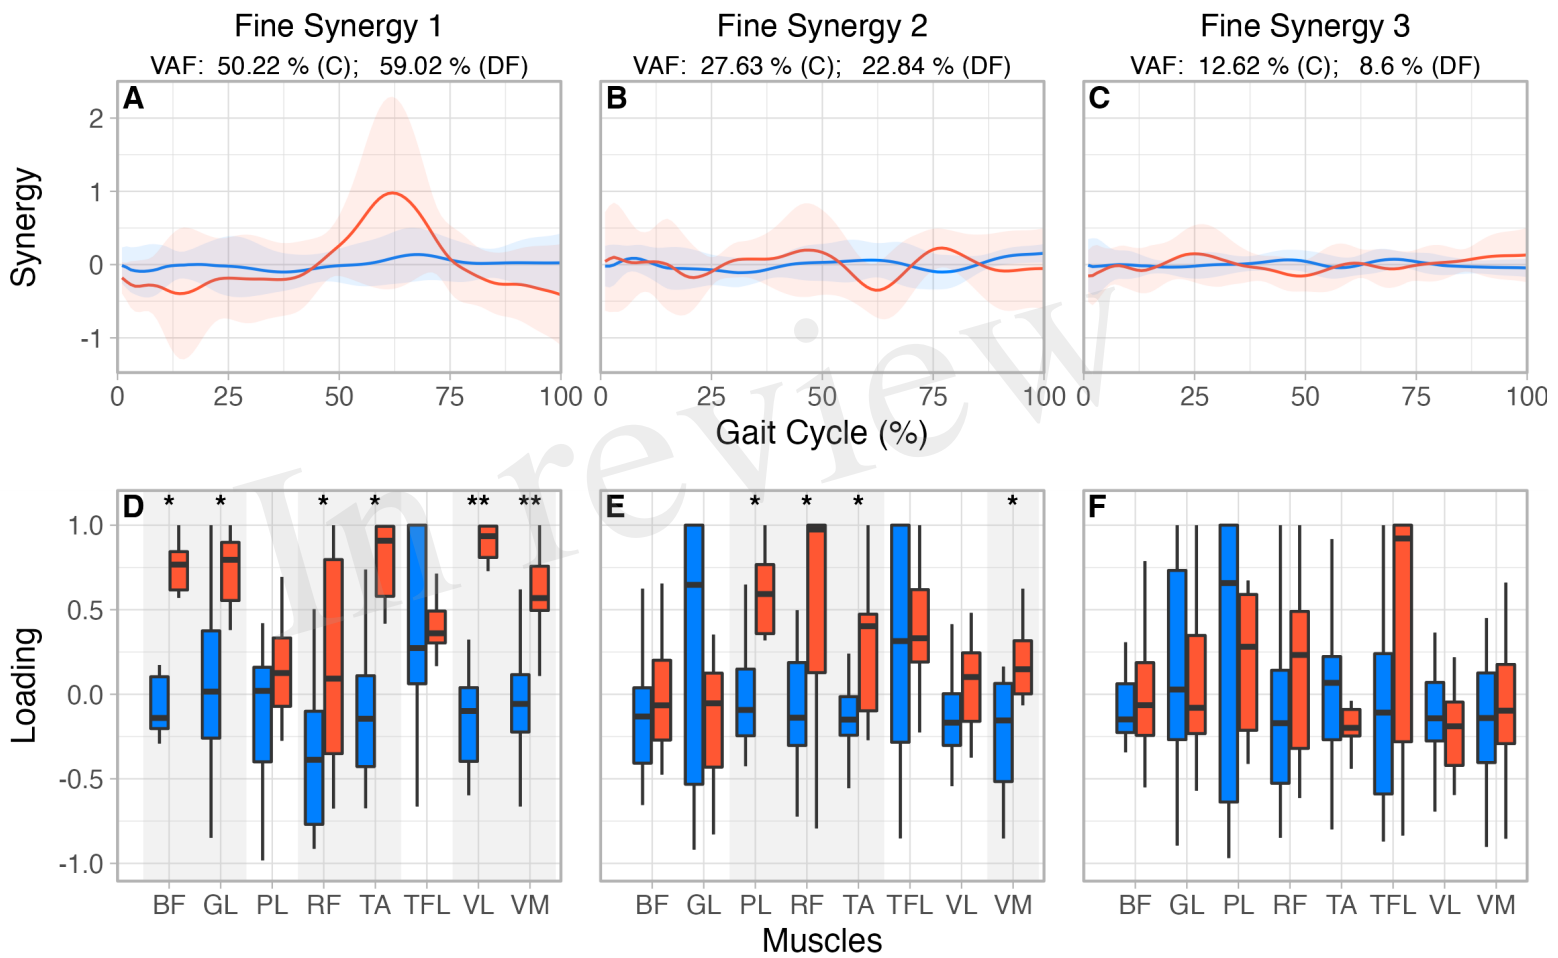 Fine Synergy 1 Fine Synergy 2 Fine Synergy 3
VAF: 50.22 % (C); 59.02 % (DF) VAF: 27.63 % (C); 22.84 % (DF) VAF: 12.62 % (C); 8.6 % (DF)
A B C
2
1
0
-1
Synergy
0 25 50 75 100 0 25 50 75 100 0 25 50 75 100
Gait Cycle (%)
In review
D * * * * ** ** E * * * * F
1.0
0.5
0.0
-0.5
-1.0
Loading
BF GL PL RF TA TFL VL VM BF GL PL RF TA TFL VL VM BF GL PL RF TA TFL VL VM
Muscles